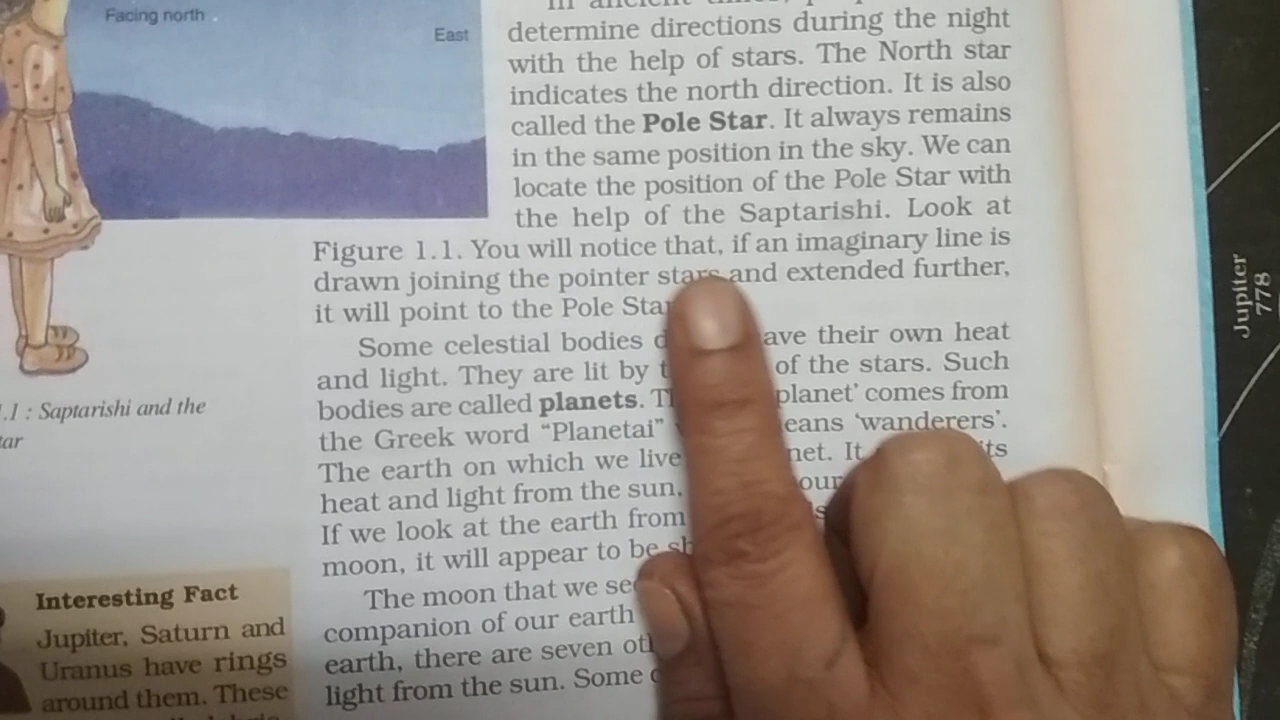 Facing north
East
determine directions during the night
with the help of stars. The North star
indicates the north direction. It is also
called the Pole Star. It always remains
in the same position in the sky. We can
locate the position of the Pole Star with
the help of the Saptarishi. Look at
Figure 1.1. You will notice that, if an imaginary line is
drawn joining the pointer stars and extended further,
it will point to the Pole
Some celestial bodies their own heat
and light. They are lit by of the stars. Such
bodies are called planets. planet’ comes from
the Greek word “Planetai” ‘wanderers’.
The earth on which we live It
heat and light from the sun,
If we look at the earth from
moon, it will appear to be
The moon that we
companion of our earth
earth, there are seven
light from the sun. Some
.1 : Saptarishi and the
Interesting Fact
Jupiter, Saturn and
Uranus have rings
around them. These
Jupiter
778